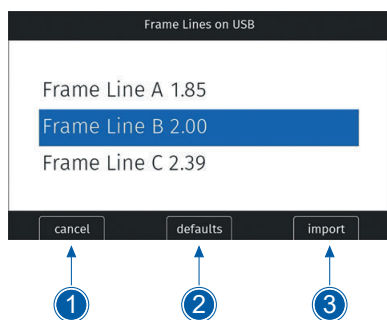 Frame Lines on USB
Frame Line A 1.85
Frame Line B 2.00
Frame Line C 2.39
cancel defaults import
1 2 3